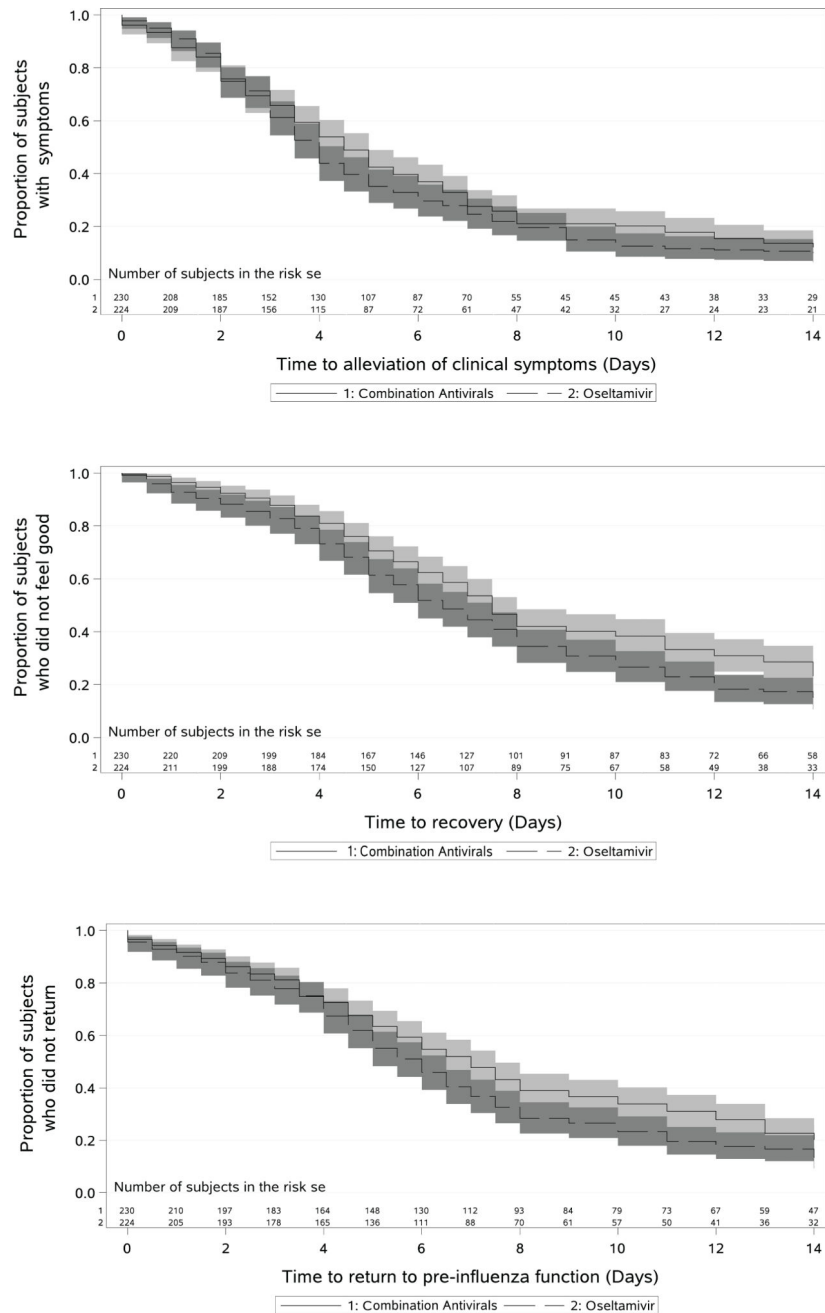 Proportion of subjects
with symptoms
1.0
0.8
0.6
0.4
0.2
0.0
Number of subjects in the risk se
1 230 208 185 152 130 107 87 70 55 45 45 43 38 33 29
2 224 209 187 156 115 87 72 61 47 42 32 27 24 23 21
0 2 4 6 8 10 12 14
Time to alleviation of clinical symptoms (Days)
1: Combination Antivirals 2: Oseltamivir
Proportion of subjects
who did not feel good
1.0
0.8
0.6
0.4
0.2
0.0
Number of subjects in the risk se
1 230 220 209 199 184 167 146 127 101 91 87 83 72 66 58
2 224 211 199 188 174 150 127 107 89 75 67 58 49 38 33
0 2 4 6 8 10 12 14
Time to recovery (Days)
1: Combination Antivirals 2: Oseltamivir
Proportion of subjects
who did not return
1.0
0.8
0.6
0.4
0.2
0.0
Number of subjects in the risk se
1 230 210 197 183 164 148 130 112 93 84 79 73 67 59 47
2 224 205 193 178 165 136 111 88 70 61 57 50 41 36 32
0 2 4 6 8 10 12 14
Time to return to pre-influenza function (Days)
1: Combination Antivirals 2: Oseltamivir